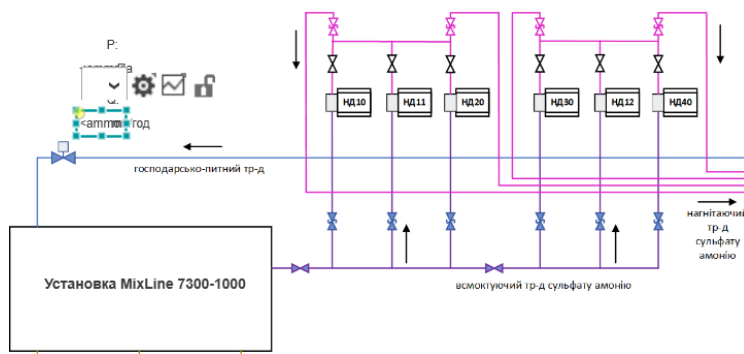 P:
<ammo
год
НД10
НД11
НД20
НД30
НД12
НД40
господарсько-питний тр-д
нагнітаючий
тр-д
сульфату
амонію
Установка MixLine 7300-1000
всмоктуючий тр-д сульфату амонію